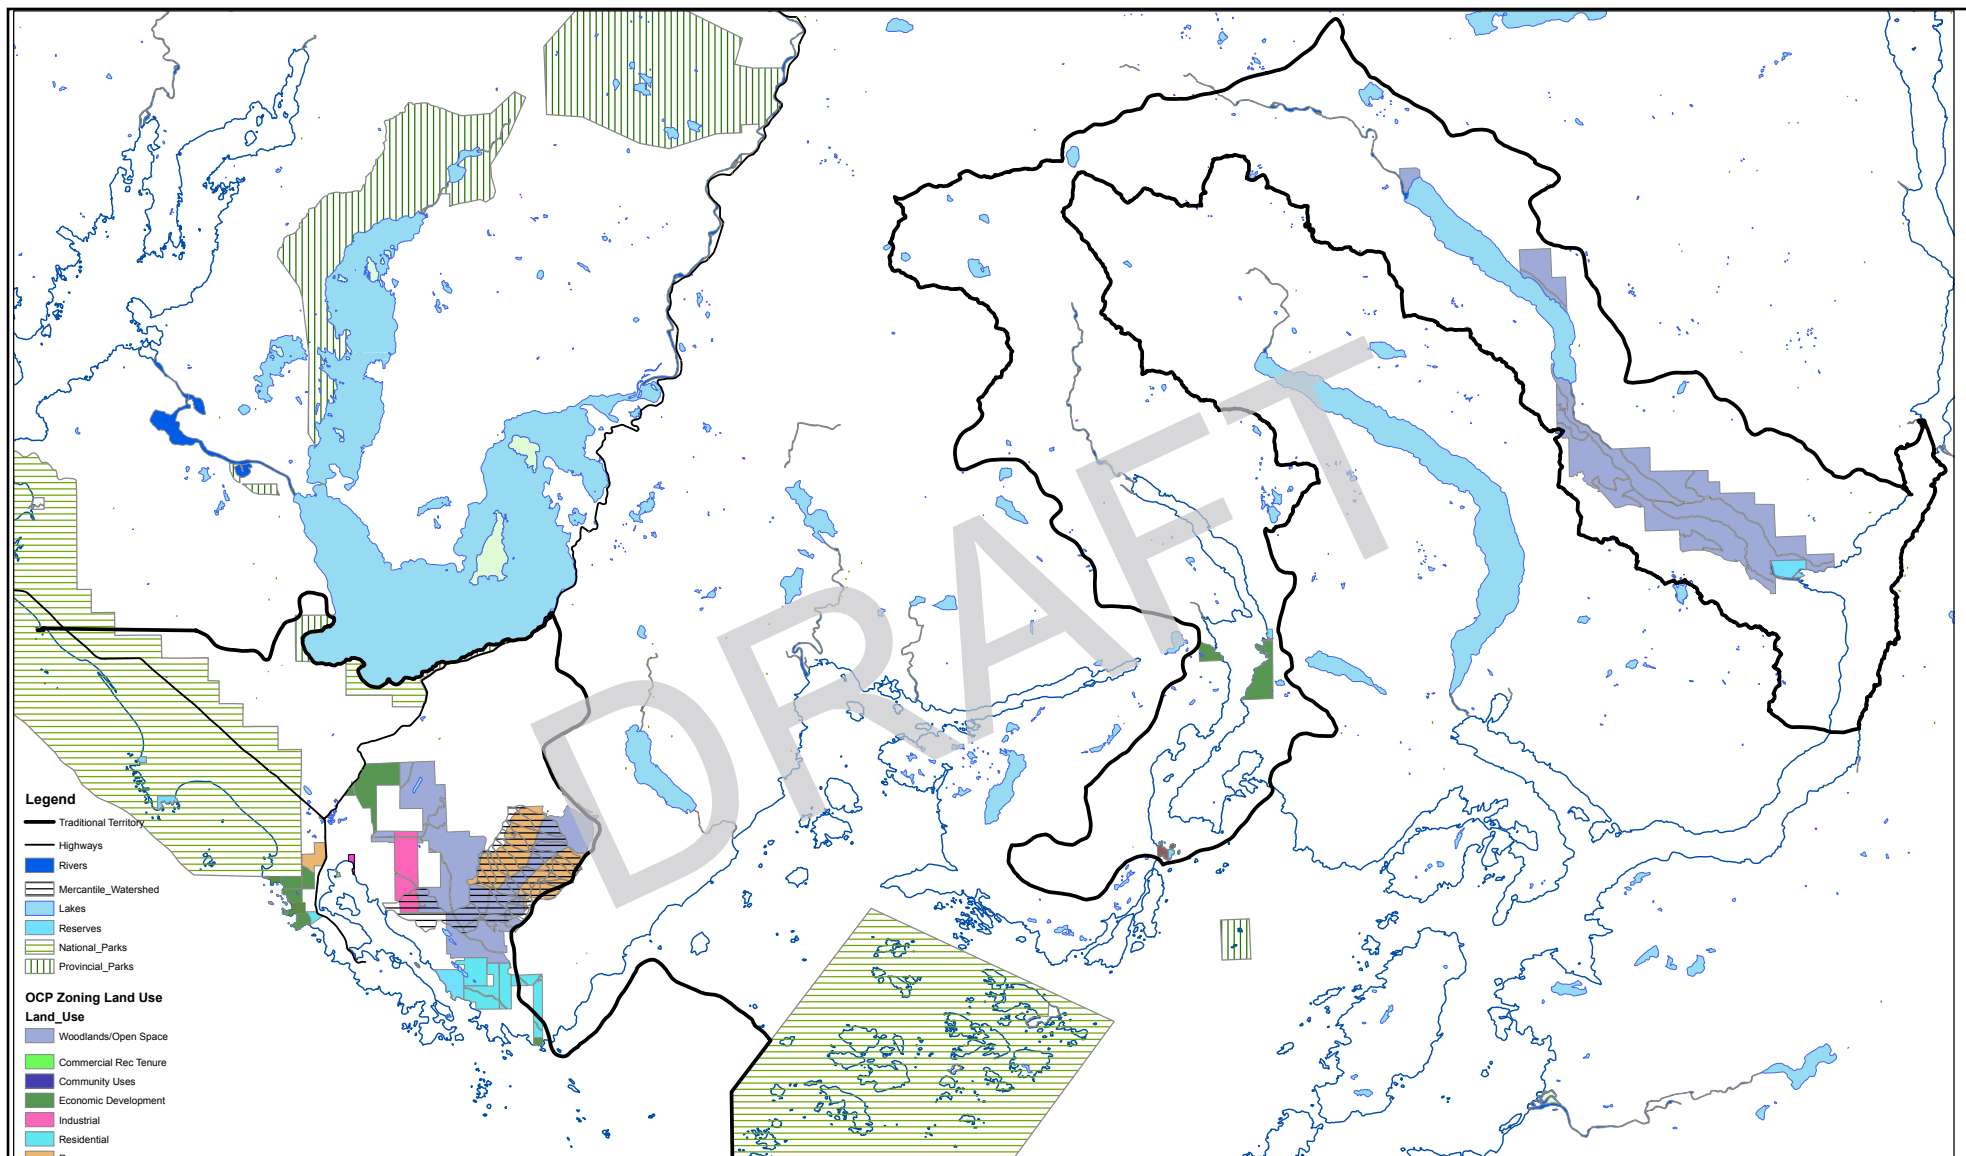 DRAFT
Legend
Traditional Territory
Highways
Rivers
Mercantile_Watershed
Lakes
Reserves
National_Parks
Provincial_Parks
OCP Zoning Land Use
Land_Use
Woodlands/Open Space
Commercial Rec Tenure
Community Uses
Economic Development
Industrial
Residential